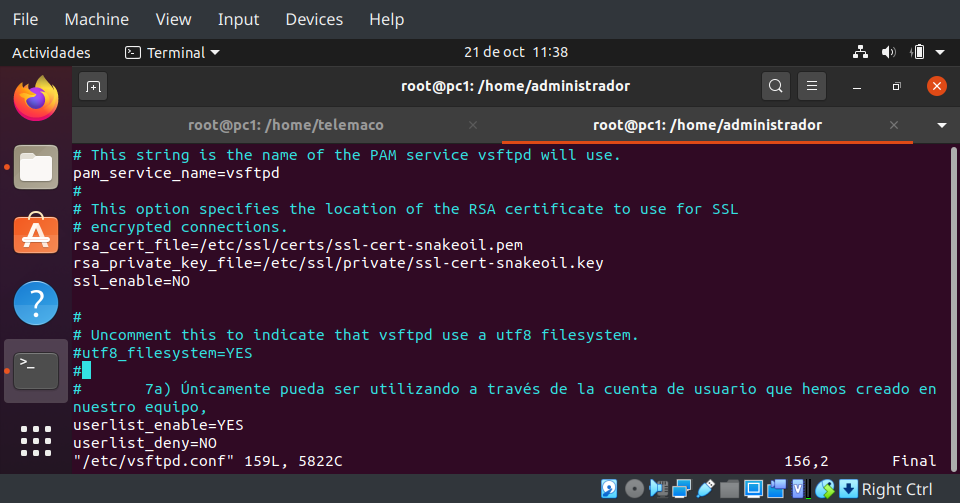 File Machine View Input Devices Help
Actividades Terminal 21 de oct 11:38
root@pc1: /home/administrador
root@pc1: /home/telemaco root@pc1: /home/administrador
# This string is the name of the PAM service vsftpd will use.
pam_service_name=vsftpd
#
# This option specifies the location of the RSA certificate to use for SSL
# encrypted connections.
rsa_cert_file=/etc/ssl/certs/ssl-cert-snakeoil.pem
rsa_private_key_file=/etc/ssl/private/ssl-cert-snakeoil.key
ssl_enable=NO
#
# Uncomment this to indicate that vsftpd use a utf8 filesystem.
#utf8_filesystem=YES
#
# 7a) Únicamente pueda ser utilizando a través de la cuenta de usuario que hemos creado en
nuestro equipo,
userlist_enable=YES
userlist_deny=NO
"/etc/vsftpd.conf" 159L, 5822C 156,2 Final
Right Ctrl